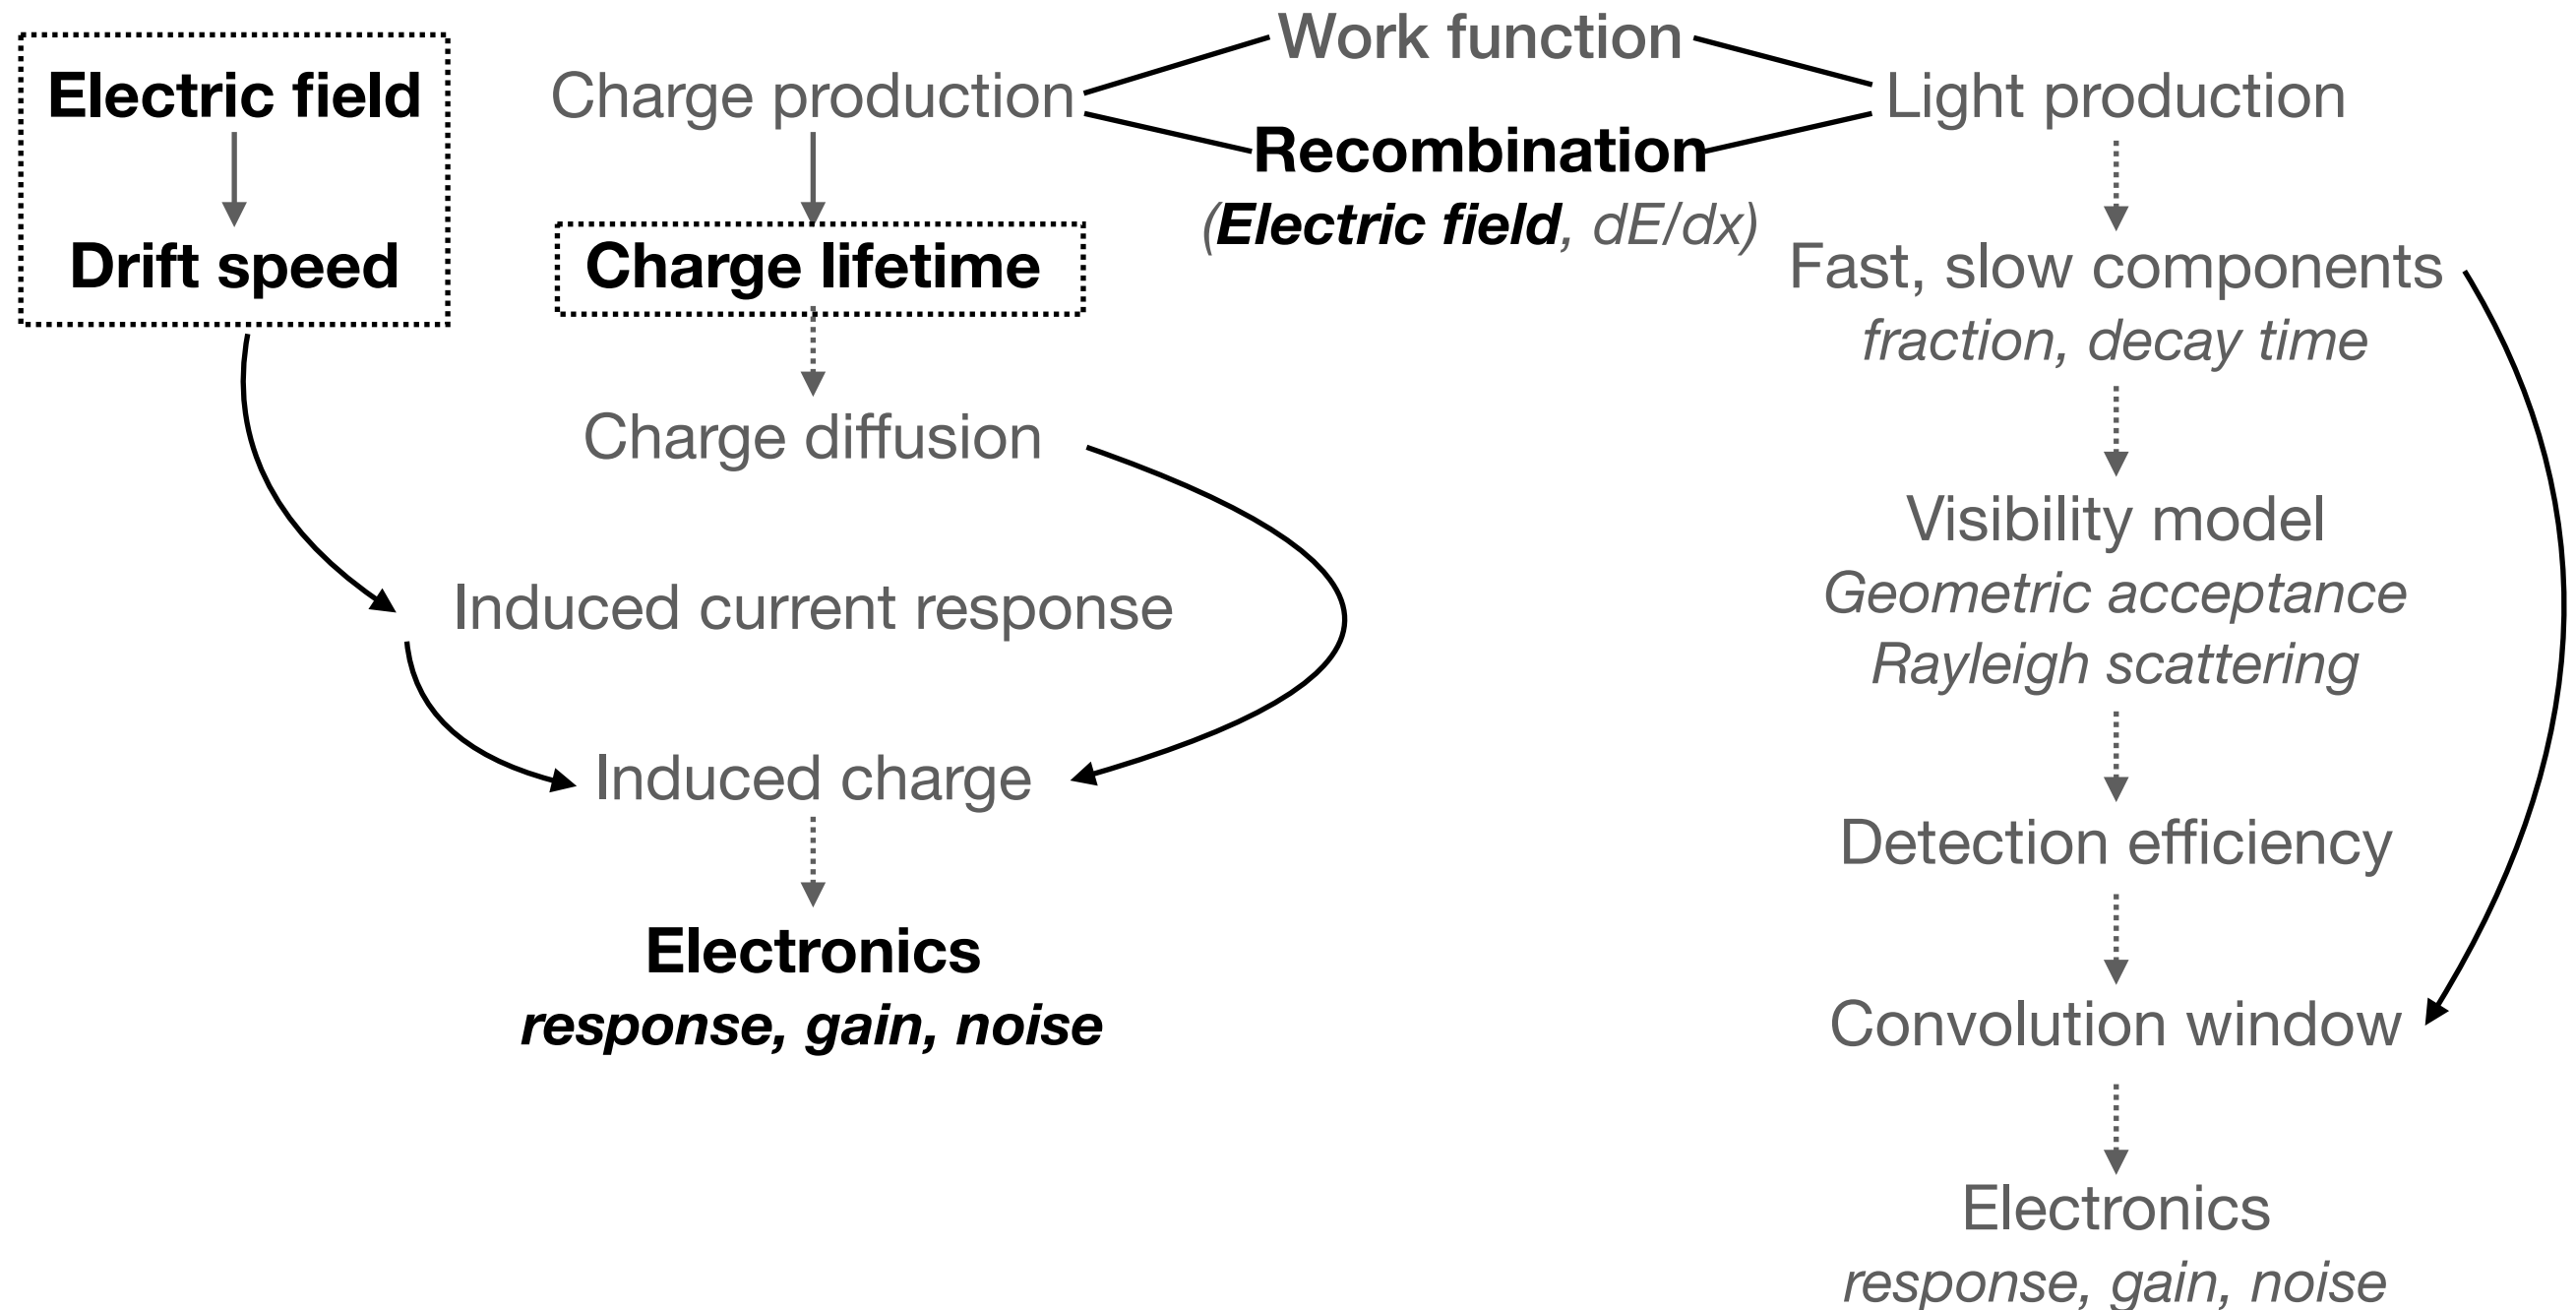 Electric field
Drift speed
Charge production
Charge lifetime
Charge diffusion
Induced current response
Induced charge
Electronics
response, gain, noise
Work function
Recombination
(Electric field, dE/dx)
Light production
Fast, slow components
fraction, decay time
Visibility model
Geometric acceptance
Rayleigh scattering
Detection efficiency
Convolution window
Electronics
response, gain, noise